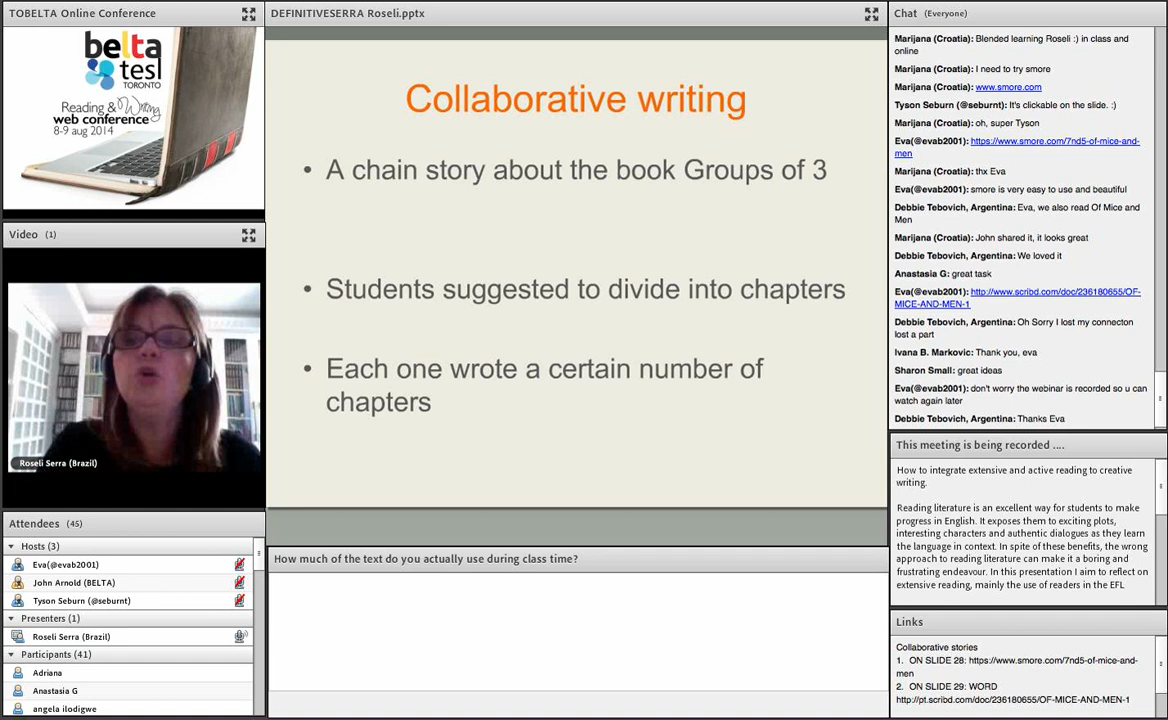 TOBELTA Online Conference
belta
tesl
TORONTO
Reading & Writing
web conference
8-9 aug 2014
Video (1)
Roseli Serra (Brazil)
Attendees (45)
Hosts (3)
Eva(@evab2001)
John Arnold (BELTA)
Tyson Seburn (@seburnt)
Presenters (1)
Roseli Serra (Brazil)
Participants (41)
Adriana
Anastasia G
angela ilodigwe
DEFINITIVESERRA Roseli.pptx
Collaborative writing
• A chain story about the book Groups of 3
• Students suggested to divide into chapters
• Each one wrote a certain number of
chapters
How much of the text do you actually use during class time?
Chat (Everyone)
Marijana (Croatia): Blended learning Roseli :) in class and
online
Marijana (Croatia): I need to try smore
Marijana (Croatia): www.smore.com
Tyson Seburn (@seburnt): It's clickable on the slide. :)
Marijana (Croatia): oh, super Tyson
Eva(@evab2001): https://www.smore.com/7nd5-of-mice-and-
men
Marijana (Croatia): thx Eva
Eva(@evab2001): smore is very easy to use and beautiful
Debbie Tebovich, Argentina: Eva, we also read Of Mice and
Men
Marijana (Croatia): John shared it, it looks great
Debbie Tebovich, Argentina: We loved it
Anastasia G: great task
Eva(@evab2001): http://www.scribd.com/doc/236180655/OF-
MICE-AND-MEN-1
Debbie Tebovich, Argentina: Oh Sorry I lost my connecton
lost a part
Ivana B. Markovic: Thank you, eva
Sharon Small: great ideas
Eva(@evab2001): don't worry the webinar is recorded so u can
watch again later
Debbie Tebovich, Argentina: Thanks Eva
This meeting is being recorded ....
How to integrate extensive and active reading to creative
writing.
Reading literature is an excellent way for students to make
progress in English. It exposes them to exciting plots,
interesting characters and authentic dialogues as they learn
the language in context. In spite of these benefits, the wrong
approach to reading literature can make it a boring and
frustrating endeavour. In this presentation I aim to reflect on
extensive reading, mainly the use of readers in the EFL
Links
Collaborative stories
1. ON SLIDE 28: https://www.smore.com/7nd5-of-mice-and-
men
2. ON SLIDE 29: WORD
http://pt.scribd.com/doc/236180655/OF-MICE-AND-MEN-1